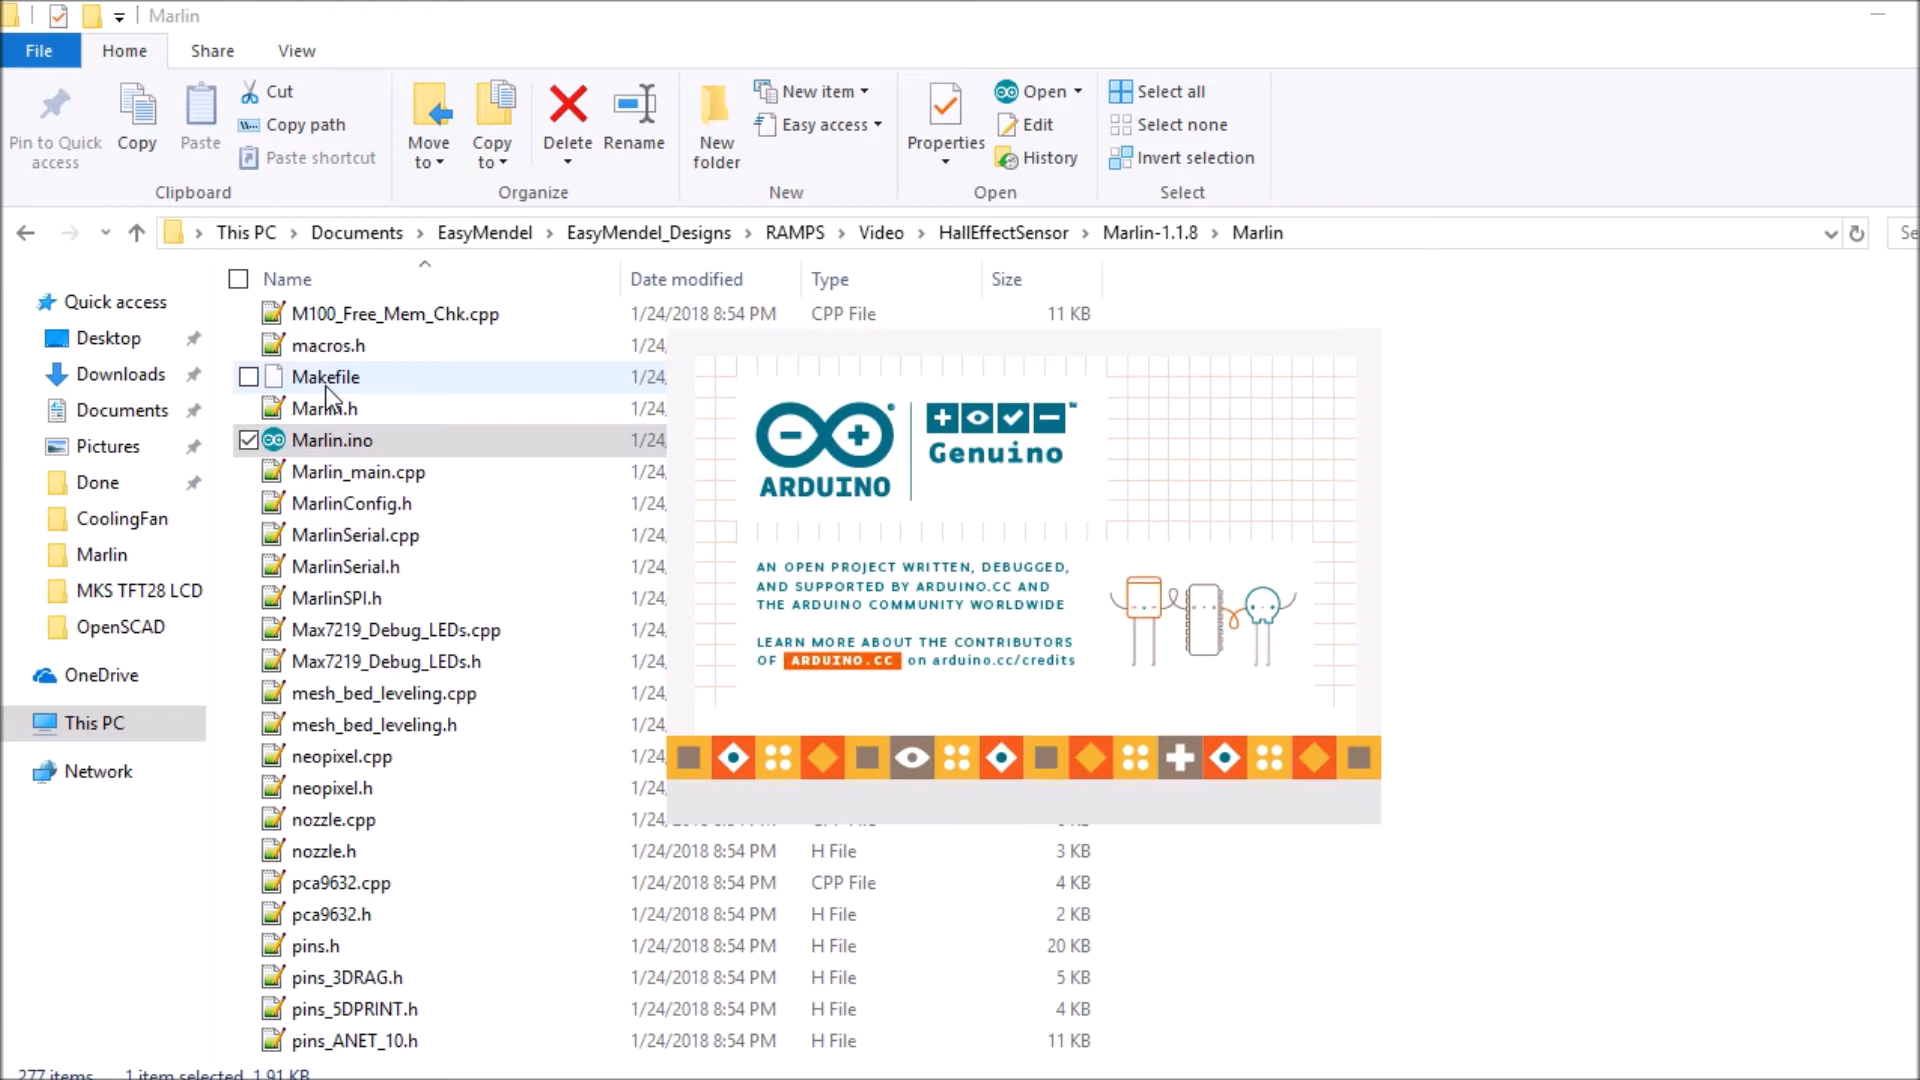 Marlin
File Home Share View
Pin to Quick access
Copy
Paste
Cut
Copy path
Paste shortcut
Clipboard
Move to
Copy to
Delete
Rename
Organize
New folder
New item
Easy access
New
Properties
Open
Edit
History
Open
Select all
Select none
Invert selection
Select
This PC > Documents > EasyMendel > EasyMendel_Designs > RAMPS > Video > HallEffectSensor > Marlin-1.1.8 > Marlin
Se
Quick access
Desktop
Downloads
Documents
Pictures
Done
CoolingFan
Marlin
MKS TFT28 LCD
OpenSCAD
OneDrive
This PC
Network
Name Date modified Type Size
M100_Free_Mem_Chk.cpp 1/24/2018 8:54 PM CPP File 11 KB
macros.h 1/24,
Makefile 1/24,
Marlin.h 1/24,
Marlin.ino 1/24,
Marlin_main.cpp 1/24,
MarlinConfig.h 1/24,
MarlinSerial.cpp 1/24,
MarlinSerial.h 1/24,
MarlinSPI.h 1/24,
Max7219_Debug_LEDs.cpp 1/24,
Max7219_Debug_LEDs.h 1/24,
mesh_bed_leveling.cpp 1/24,
mesh_bed_leveling.h 1/24,
neopixel.cpp 1/24,
neopixel.h 1/24,
nozzle.cpp 1/24,
nozzle.h 1/24/2018 8:54 PM H File 3 KB
pca9632.cpp 1/24/2018 8:54 PM CPP File 4 KB
pca9632.h 1/24/2018 8:54 PM H File 2 KB
pins.h 1/24/2018 8:54 PM H File 20 KB
pins_3DRAG.h 1/24/2018 8:54 PM H File 5 KB
pins_5DPRINT.h 1/24/2018 8:54 PM H File 4 KB
pins_ANET_10.h 1/24/2018 8:54 PM H File 11 KB
ARDUINO
Genuino
™
AN OPEN PROJECT WRITTEN, DEBUGGED,
AND SUPPORTED BY ARDUINO.CC AND
THE ARDUINO COMMUNITY WORLDWIDE
LEARN MORE ABOUT THE CONTRIBUTORS
OF ARDUINO.CC on arduino.cc/credits
277 items 1 item selected 1.91 KB